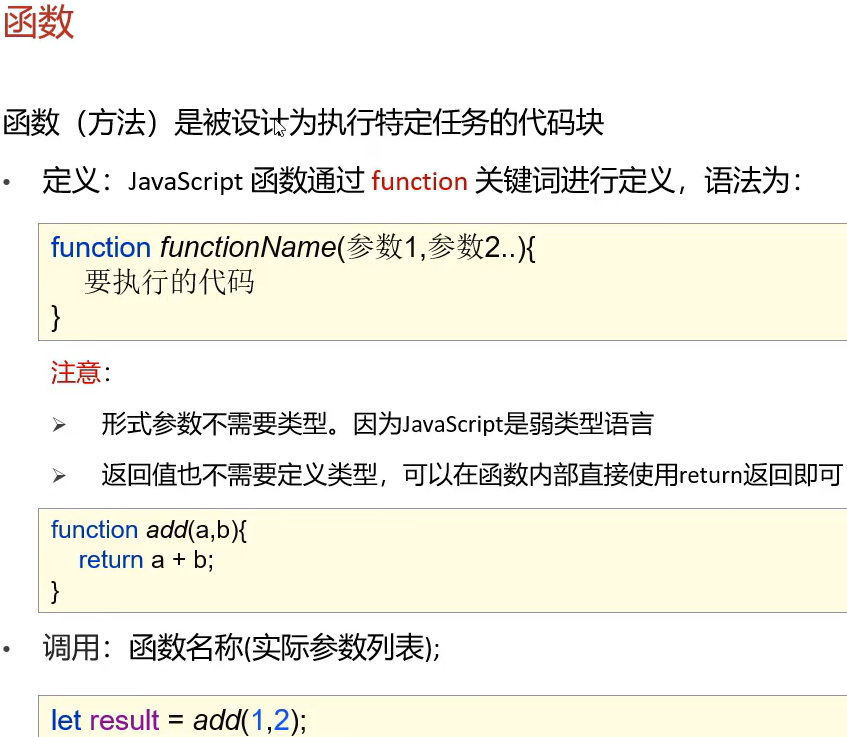 函数
函数（方法）是被设计为执行特定任务的代码块
• 定义：JavaScript 函数通过 function 关键词进行定义，语法为：
function functionName(参数1,参数2..){
要执行的代码
}
注意：
➢ 形式参数不需要类型。因为JavaScript是弱类型语言
➢ 返回值也不需要定义类型，可以在函数内部直接使用return返回即可
function add(a,b){
return a + b;
}
• 调用：函数名称(实际参数列表);
let result = add(1,2);